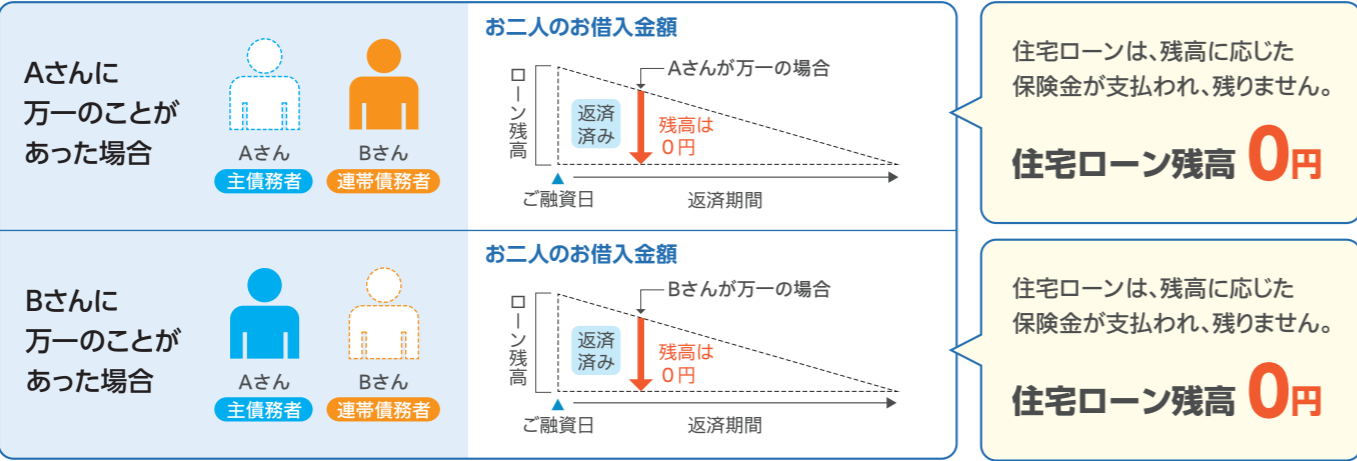 Aさんに
万一のことが
あった場合
Aさん
主債務者
Bさん
連帯債務者
お二人のお借入金額
ローン残高
Aさんが万一の場合
返済
済み
残高は
0円
ご融資日
返済期間
住宅ローンは、残高に応じた
保険金が支払われ、残りません。
住宅ローン残高 0円
Bさんに
万一のことが
あった場合
Aさん
主債務者
Bさん
連帯債務者
お二人のお借入金額
ローン残高
Bさんが万一の場合
返済
済み
残高は
0円
ご融資日
返済期間
住宅ローンは、残高に応じた
保険金が支払われ、残りません。
住宅ローン残高 0円